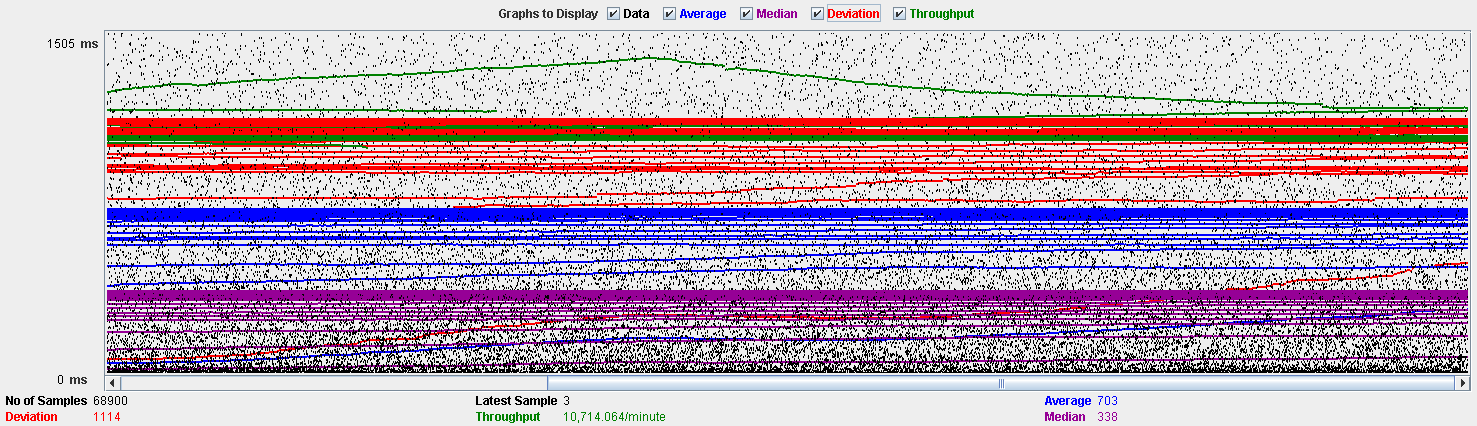 Graphs to Display Data Average Median Deviation Throughput
1505 ms
0 ms
No of Samples 68900 Latest Sample 3 Average 703
Deviation 1114 Throughput 10,714.064/minute Median 338